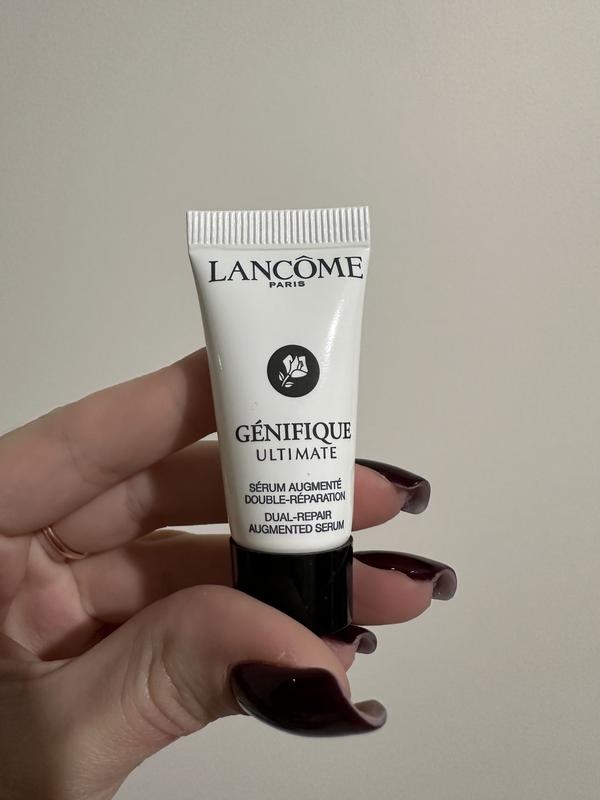 LANCÔME
PARIS
GÉNIFIQUE
ULTIMATE
SÉRUM AUGMENTÉ
DOUBLE-RÉPARATION
DUAL-REPAIR
AUGMENTED SERUM